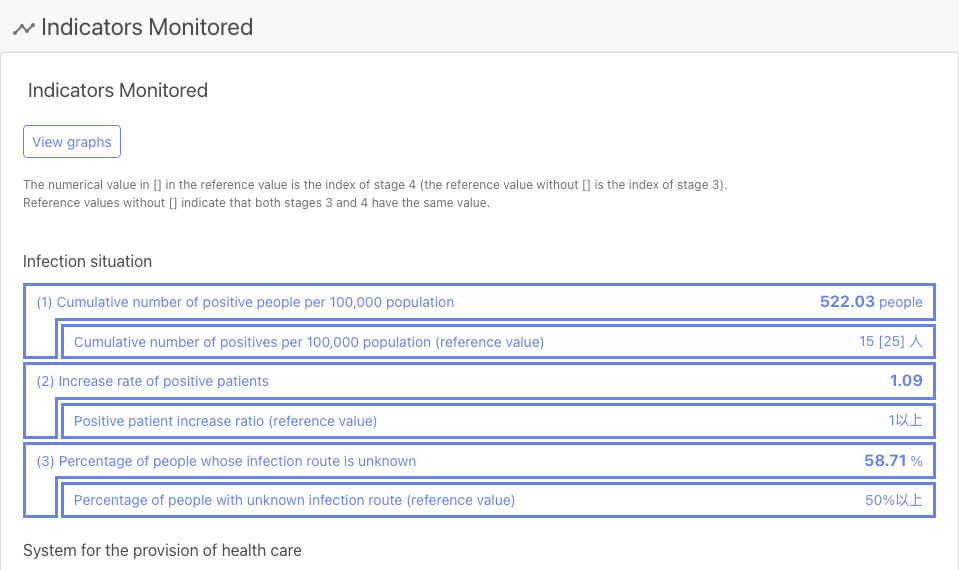 Indicators Monitored
Indicators Monitored
View graphs
The numerical value in [] in the reference value is the index of stage 4 (the reference value without [] is the index of stage 3).
Reference values without [] indicate that both stages 3 and 4 have the same value.
Infection situation
(1) Cumulative number of positive people per 100,000 population 522.03 people
Cumulative number of positives per 100,000 population (reference value) 15 [25] 人
(2) Increase rate of positive patients 1.09
Positive patient increase ratio (reference value) 1以上
(3) Percentage of people whose infection route is unknown 58.71 %
Percentage of people with unknown infection route (reference value) 50%以上
System for the provision of health care